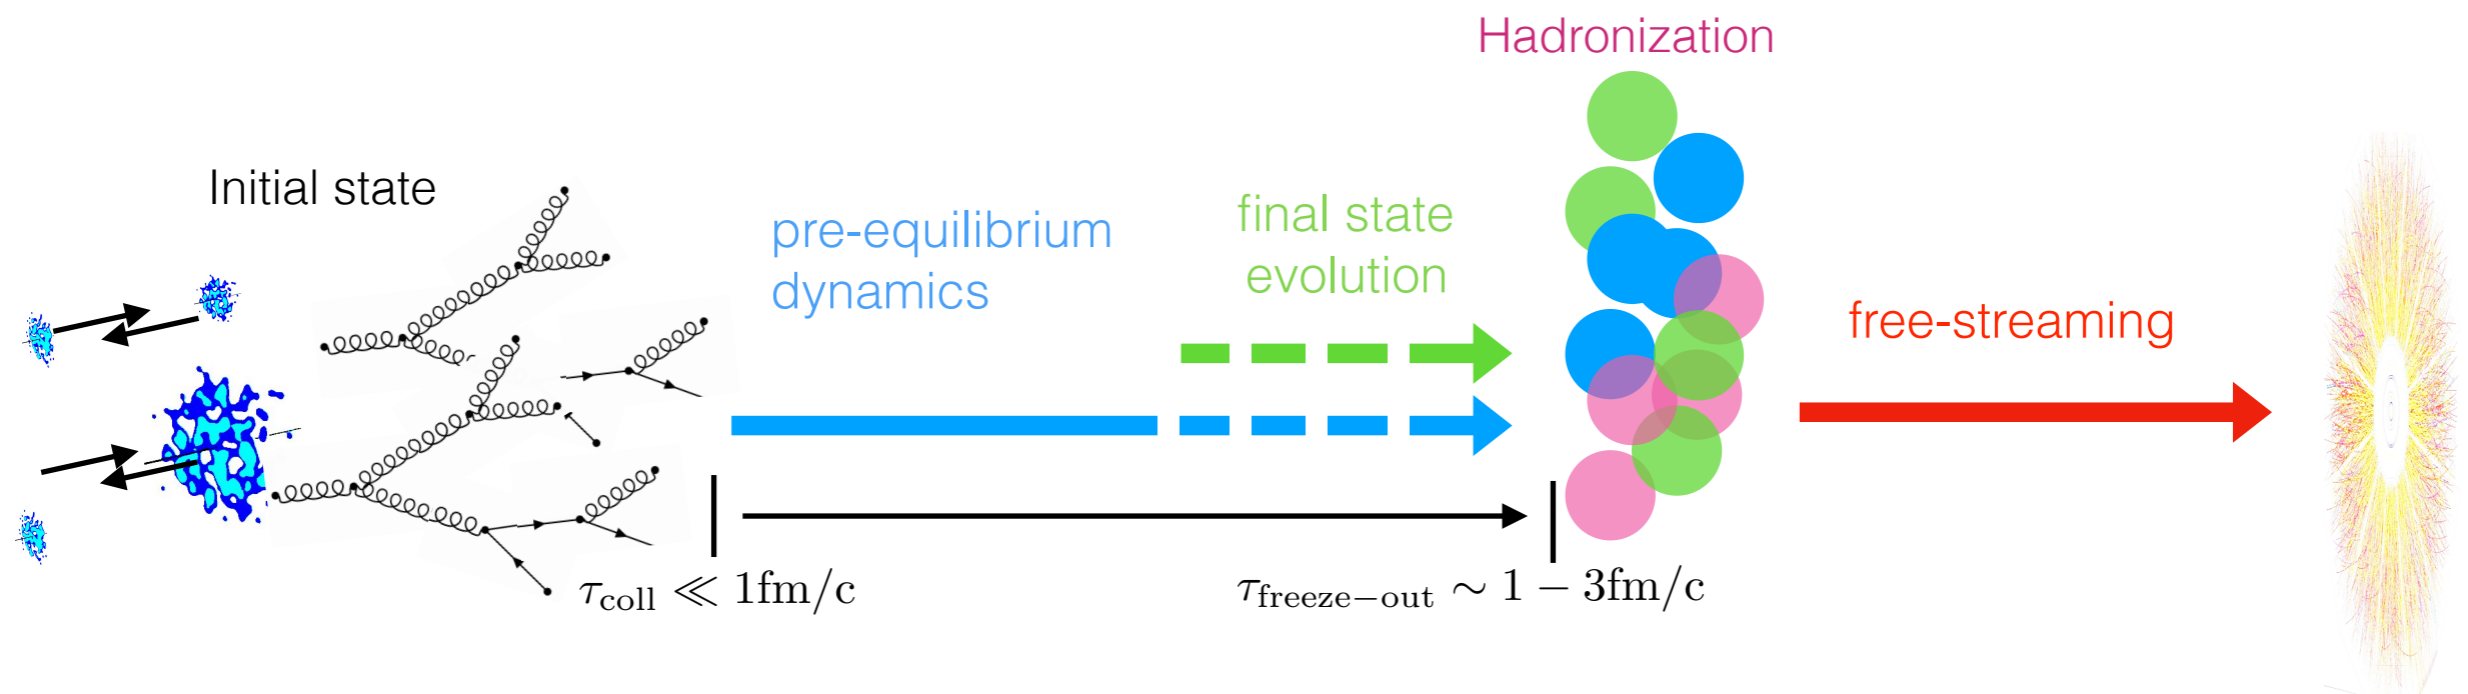 Hadronization
Initial state
pre-equilibrium
dynamics
final state
evolution
free-streaming
τcoll ≪ 1fm/c
τfreeze−out ∼ 1 − 3fm/c